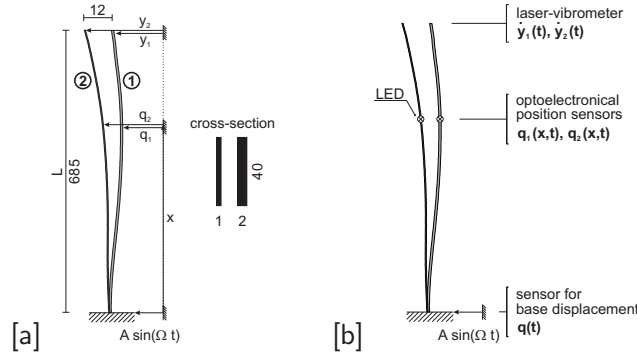 12
y₂
y₁
2
1
q₂
q₁
L
685
x
cross-section
40
1 2
A sin(Ω t)
[a]
laser-vibrometer
ẏ₁(t), ẏ₂(t)
LED
optoelectronical
position sensors
q₁(x,t), q₂(x,t)
sensor for
base displacement
q(t)
A sin(Ω t)
[b]